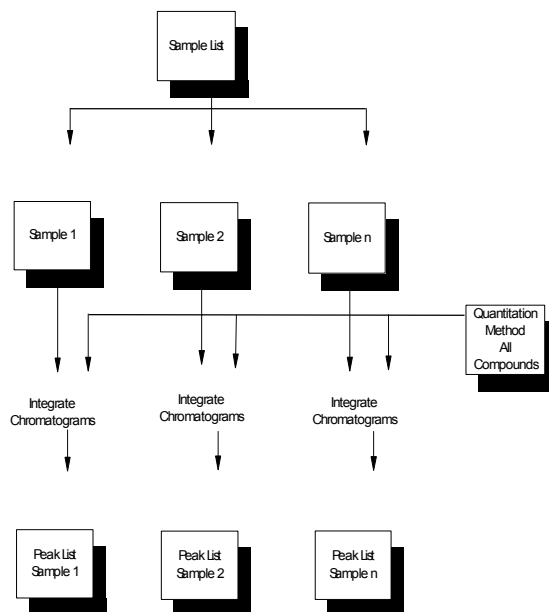 Sample List
Sample 1
Sample 2
Sample n
Quantitation
Method
All
Compounds
Integrate
Chromatograms
Integrate
Chromatograms
Integrate
Chromatograms
Peak List
Sample 1
Peak List
Sample 2
Peak List
Sample n